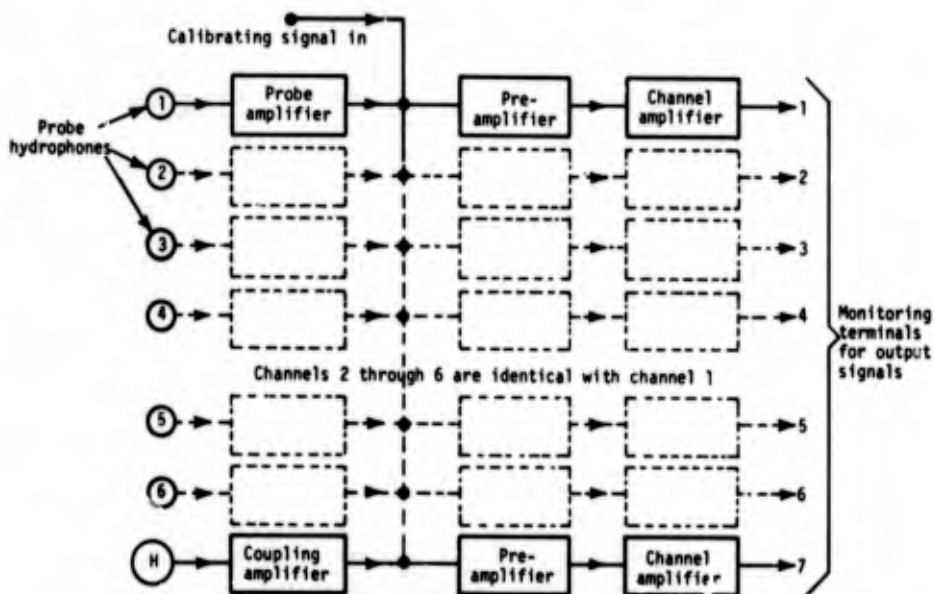 Calibrating signal in
1
Probe
amplifier
Pre-
amplifier
Channel
amplifier
1
Probe
hydrophones
2
2
3
3
4
4
Monitoring
terminals
for output
signals
Channels 2 through 6 are identical with channel 1
5
5
6
6
H
Coupling
amplifier
Pre-
amplifier
Channel
amplifier
7